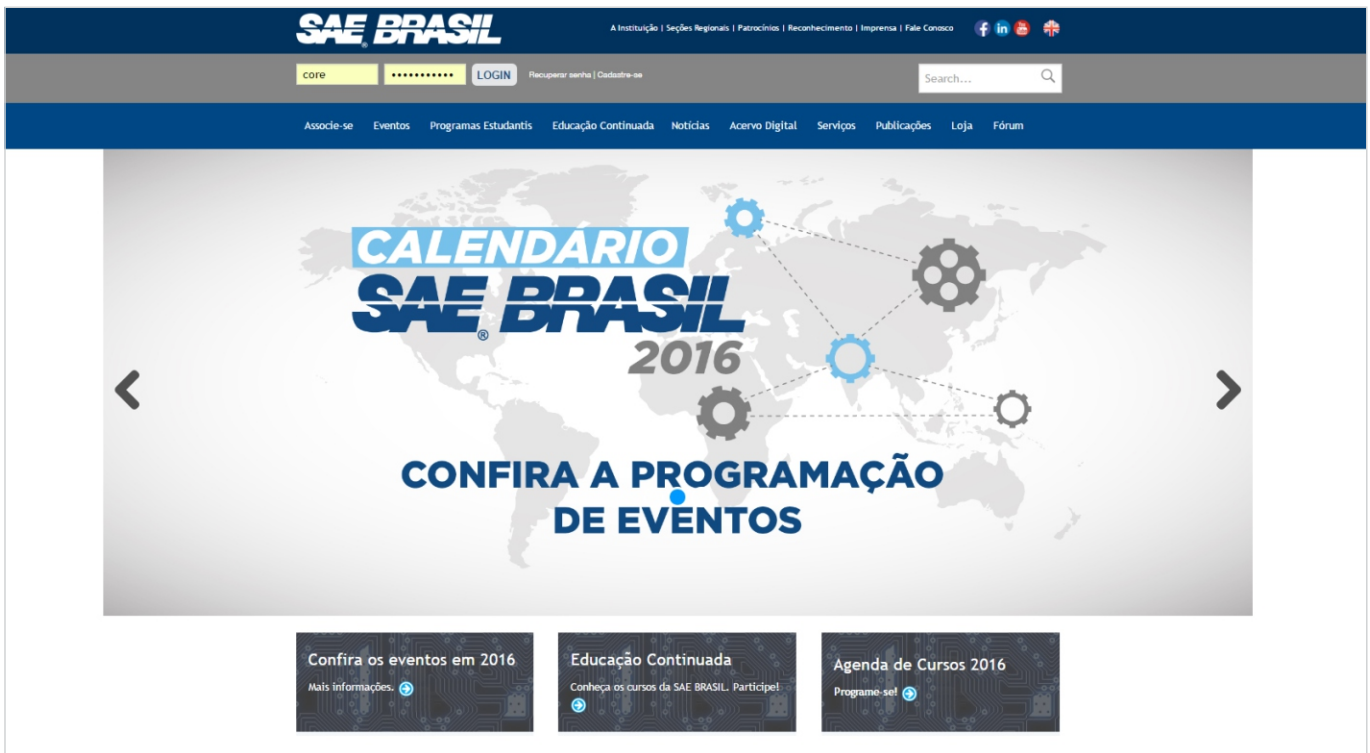 SAE BRASIL
A Instituição | Seções Regionais | Patrocínios | Reconhecimento | Imprensa | Fale Conosco
core ••••••••••• LOGIN Recuperar senha | Cadastre-se Search...
Associe-se Eventos Programas Estudantis Educação Continuada Notícias Acervo Digital Serviços Publicações Loja Fórum
CALENDÁRIO
SAE BRASIL
®
2016
CONFIRA A PROGRAMAÇÃO
DE EVENTOS
Confira os eventos em 2016
Mais informações.
Educação Continuada
Conheça os cursos da SAE BRASIL. Participe!
Agenda de Cursos 2016
Programe-se!